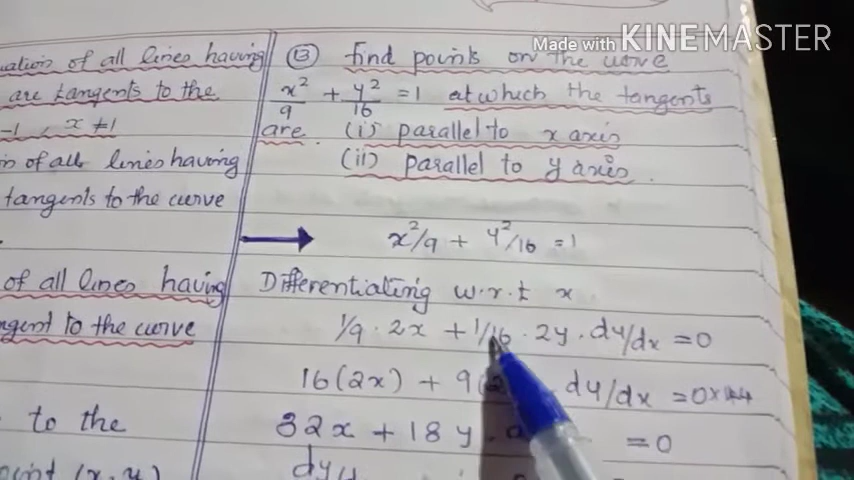 Made with KINEMASTER
uation of all lines having
are tangents to the
-1, x ≠ 1
of all lines having
tangents to the curve
of all lines having
ngent to the curve
to the
point (x, y)
(13) find points on the curve
x²/9 + y²/16 = 1 at which the tangents
are (i) parallel to x axis
(ii) parallel to y axis.
x²/9 + y²/16 = 1
Differentiating w.r.t x
1/9 · 2x + 1/16 · 2y · dy/dx = 0
16(2x) + 9( dy/dx = 0×144
32x + 18y · = 0